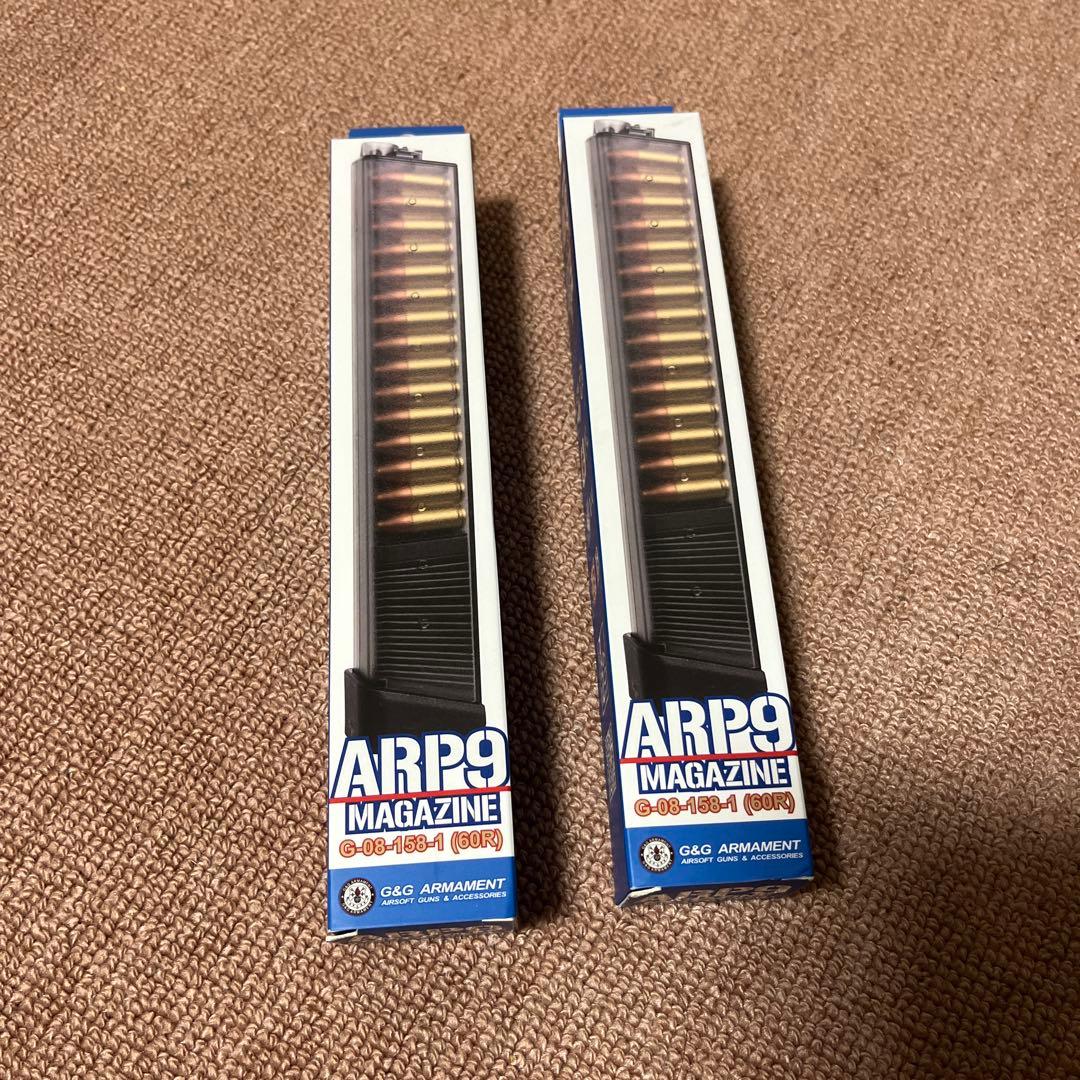 ARP9
MAGAZINE
G-08-158-1 (60R)
G&G ARMAMENT
AIRSOFT GUNS & ACCESSORIES
ARP9
MAGAZINE
G-08-158-1 (60R)
G&G ARMAMENT
AIRSOFT GUNS & ACCESSORIES